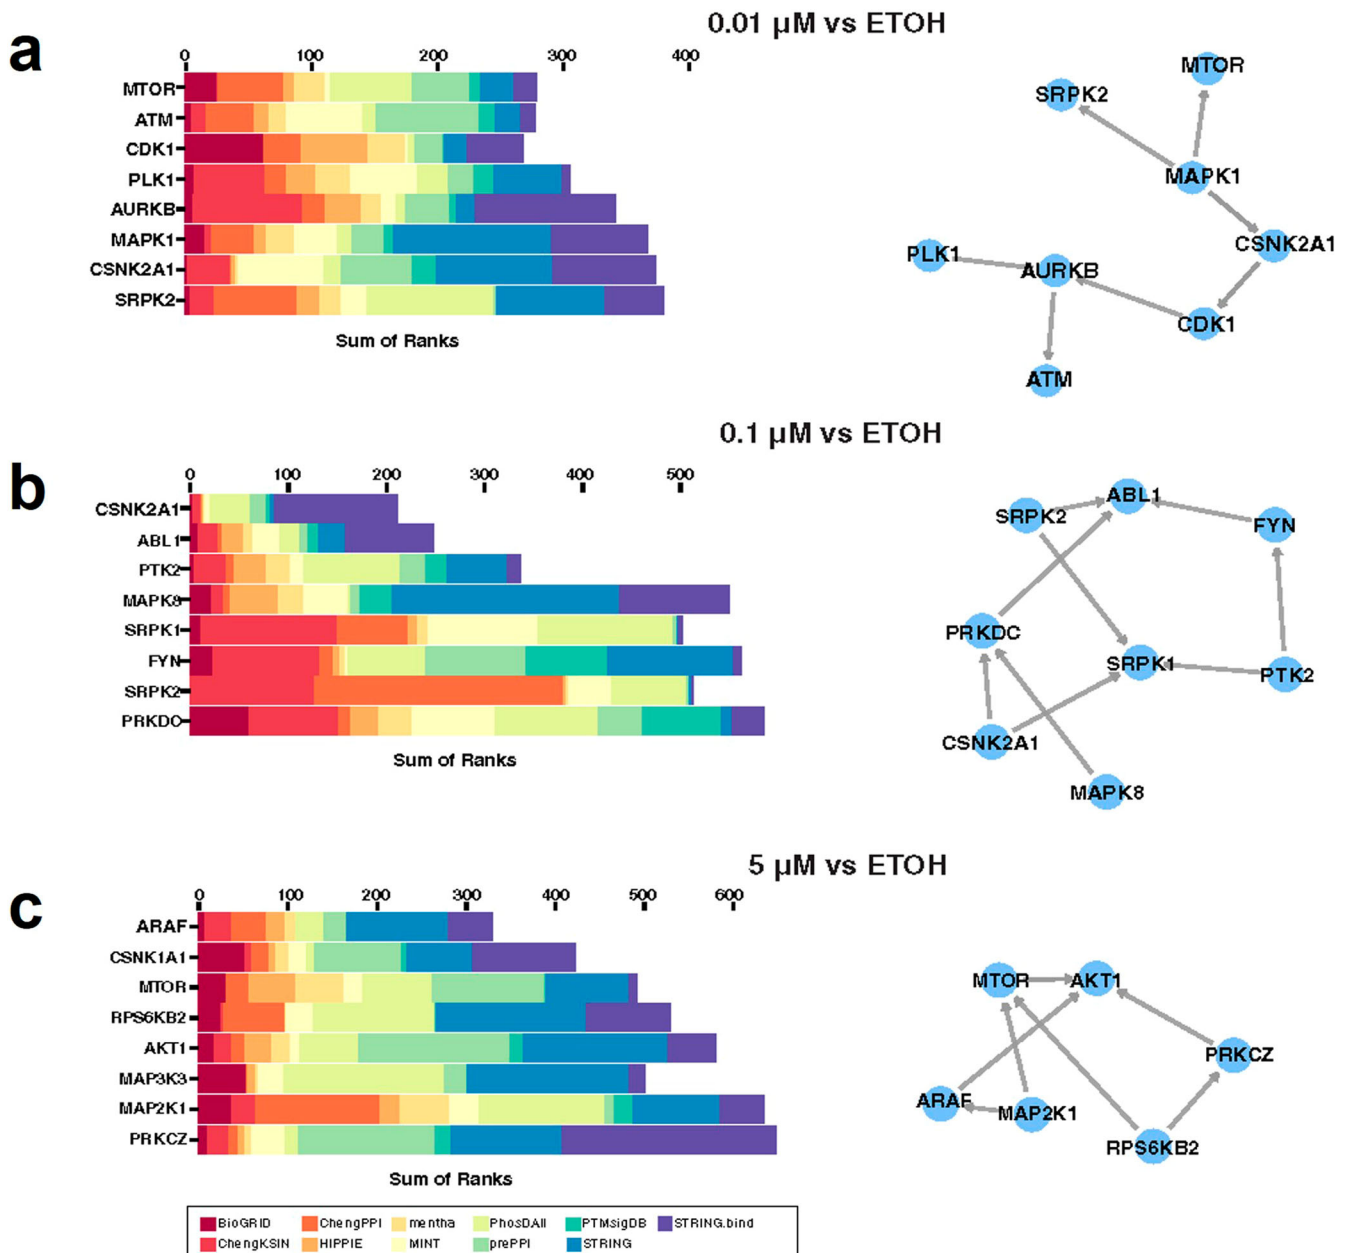 0.01 µM vs ETOH
a
0 100 200 300 400
MTOR
ATM
CDK1
PLK1
AURKB
MAPK1
CSNK2A1
SRPK2
Sum of Ranks
MTOR
SRPK2
MAPK1
CSNK2A1
PLK1
AURKB
CDK1
ATM
0.1 µM vs ETOH
b
0 100 200 300 400 500
CSNK2A1
ABL1
PTK2
MAPK8
SRPK1
FYN
SRPK2
PRKDC
Sum of Ranks
ABL1
SRPK2
FYN
PRKDC
SRPK1
PTK2
CSNK2A1
MAPK8
5 µM vs ETOH
c
0 100 200 300 400 500 600
ARAF
CSNK1A1
MTOR
RPS6KB2
AKT1
MAP3K3
MAP2K1
PRKCZ
Sum of Ranks
MTOR AKT1
PRKCZ
ARAF MAP2K1
RPS6KB2
BioGRID ChengPPI mentha PhosDAll PTMsigDB STRING.bind
ChengKSIN HIPPIE MINT prePPI STRING